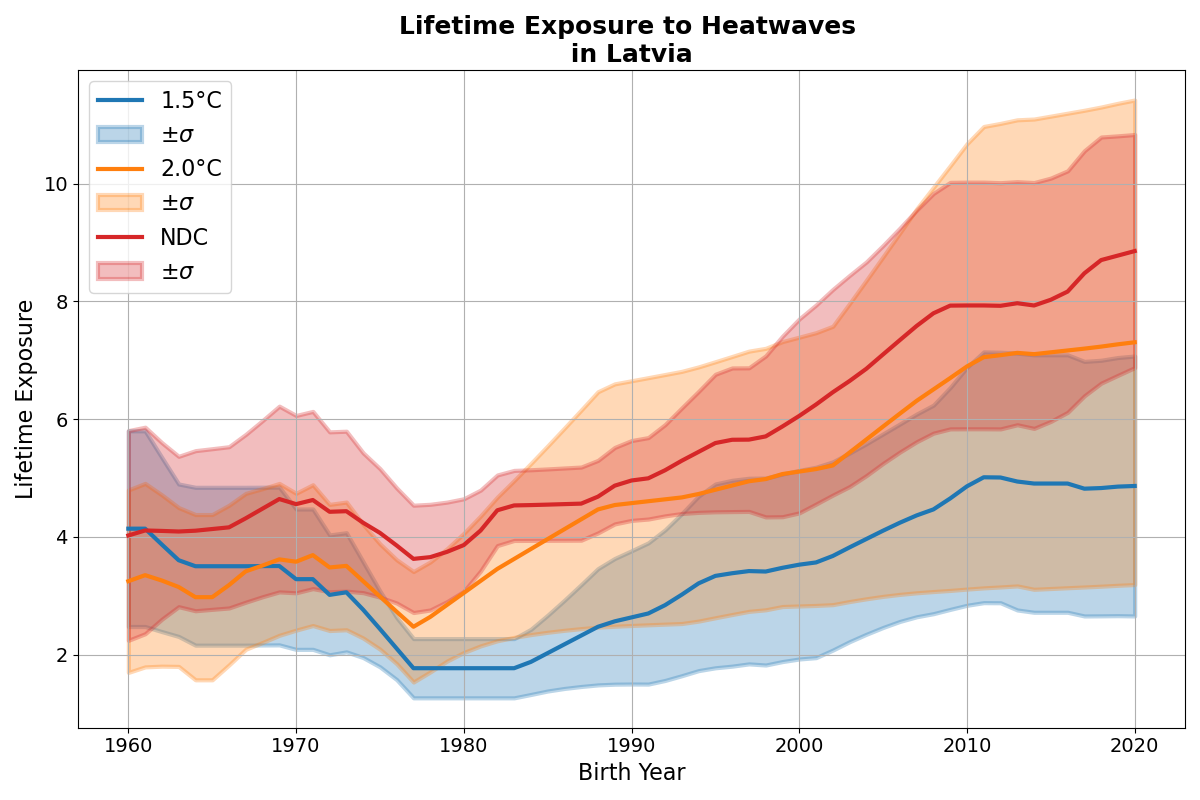 Lifetime Exposure to Heatwaves
in Latvia
1.5°C
±σ
2.0°C
±σ
NDC
±σ
Lifetime Exposure
10
8
6
4
2
1960 1970 1980 1990 2000 2010 2020
Birth Year